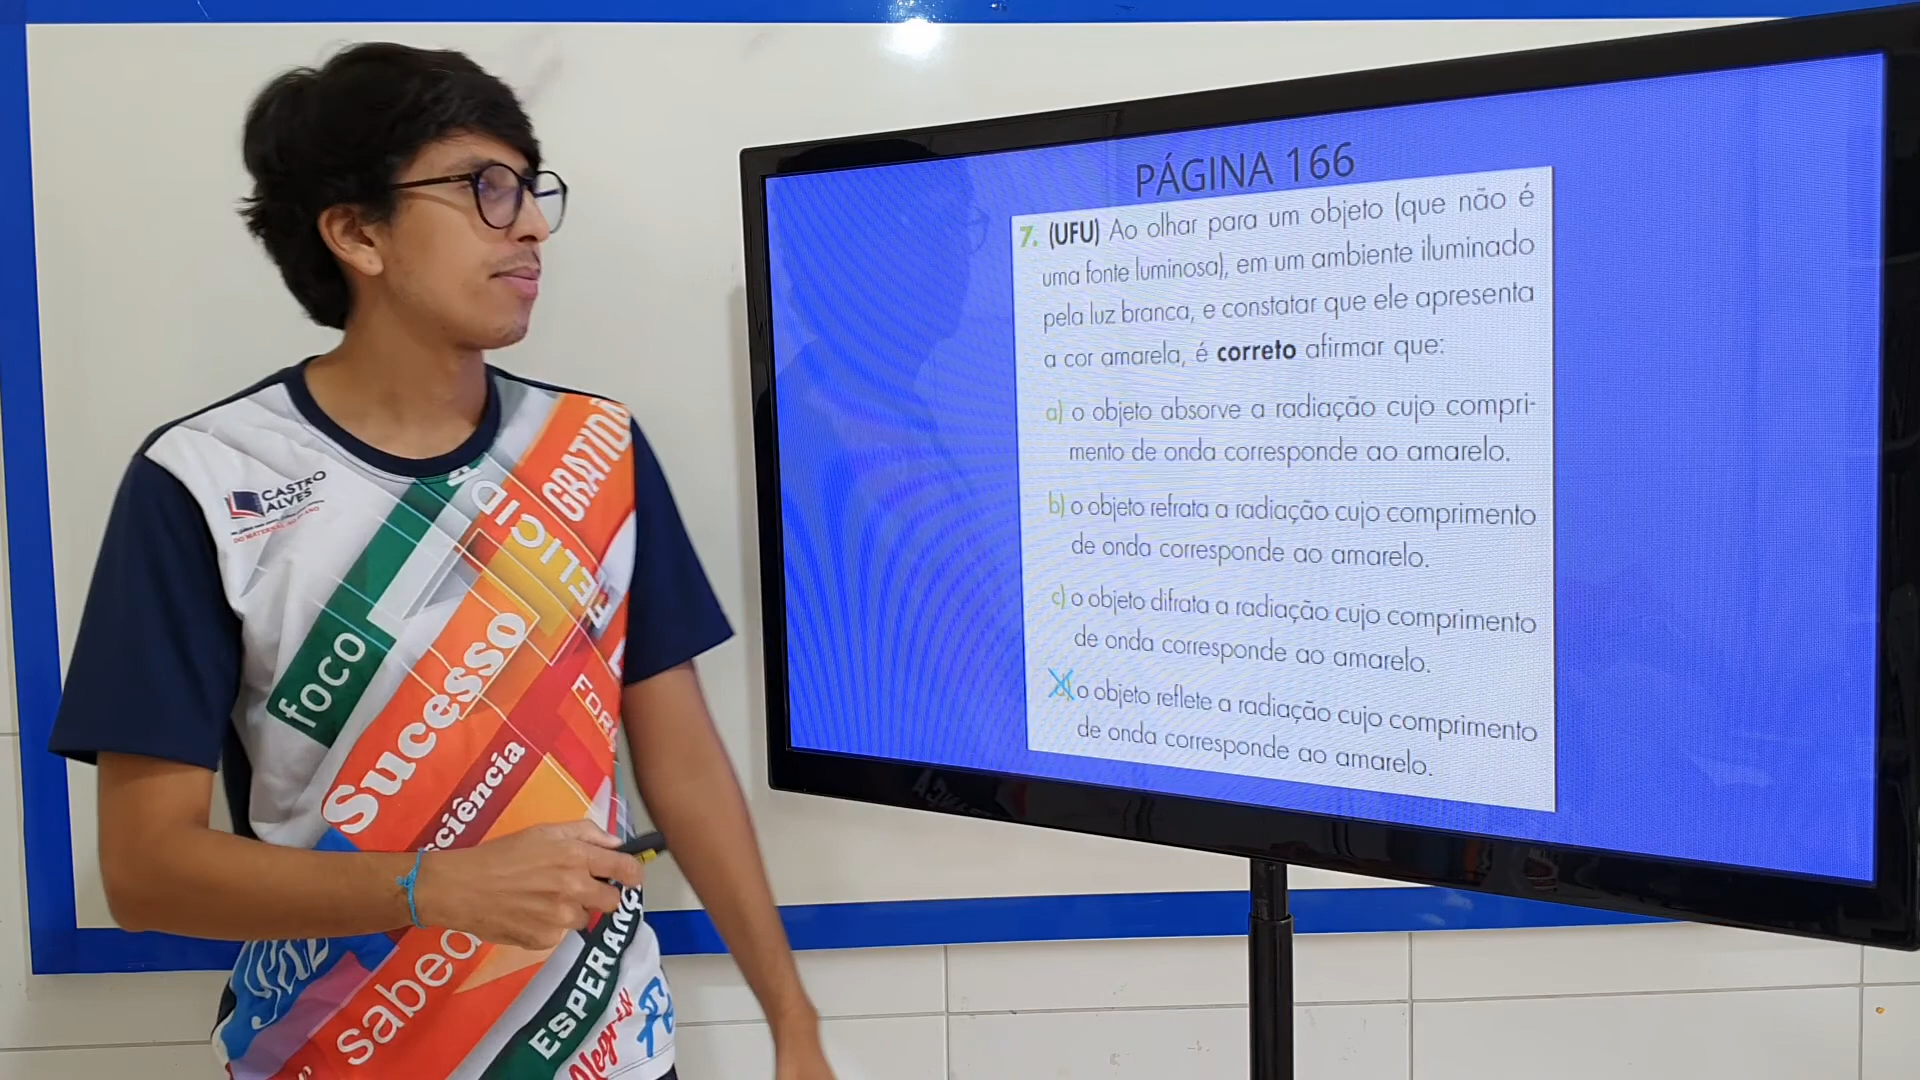 PÁGINA 166
7. (UFU) Ao olhar para um objeto (que não é
uma fonte luminosa), em um ambiente iluminado
pela luz branca, e constatar que ele apresenta
a cor amarela, é correto afirmar que:
a) o objeto absorve a radiação cujo compri-
mento de onda corresponde ao amarelo.
b) o objeto refrata a radiação cujo comprimento
de onda corresponde ao amarelo.
c) o objeto difrata a radiação cujo comprimento
de onda corresponde ao amarelo.
d) o objeto reflete a radiação cujo comprimento
de onda corresponde ao amarelo.
CASTRO
ALVES
GRATID
foco
Sucesso
ciência
sabed
ESPERANÇ
Alegr